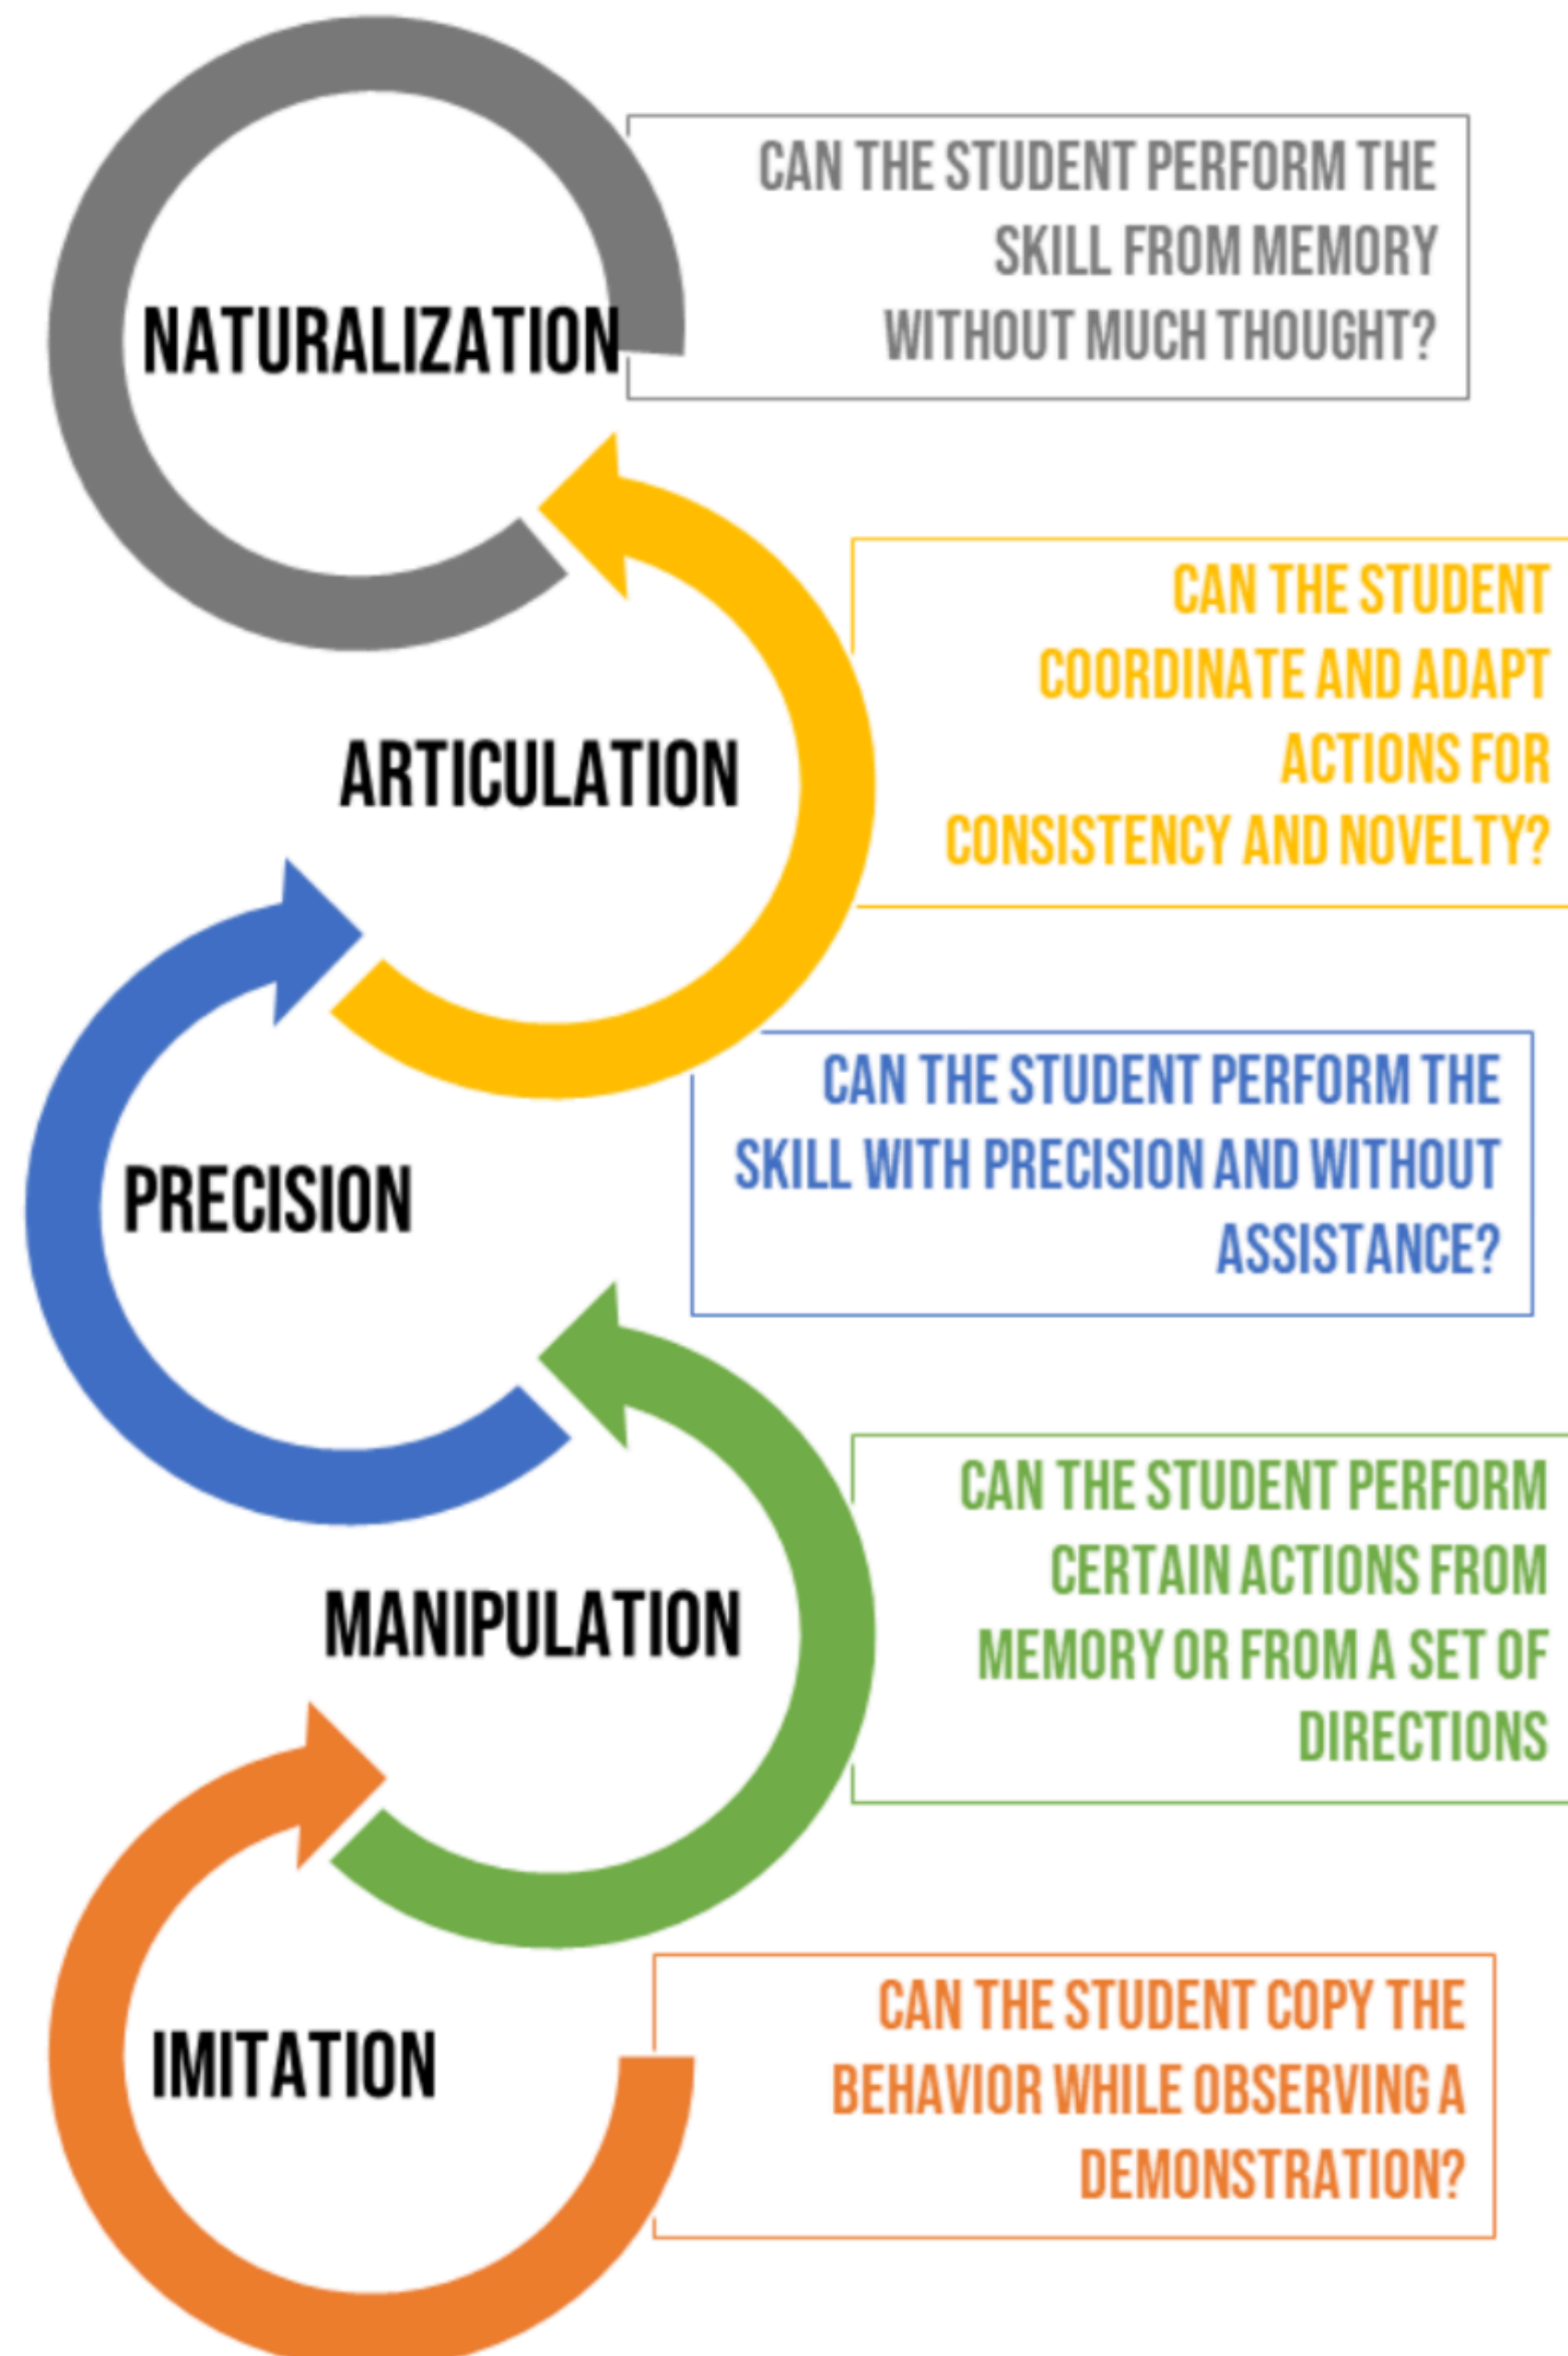 NATURALIZATION
CAN THE STUDENT PERFORM THE
SKILL FROM MEMORY
WITHOUT MUCH THOUGHT?
ARTICULATION
CAN THE STUDENT
COORDINATE AND ADAPT
ACTIONS FOR
CONSISTENCY AND NOVELTY?
PRECISION
CAN THE STUDENT PERFORM THE
SKILL WITH PRECISION AND WITHOUT
ASSISTANCE?
MANIPULATION
CAN THE STUDENT PERFORM
CERTAIN ACTIONS FROM
MEMORY OR FROM A SET OF
DIRECTIONS
IMITATION
CAN THE STUDENT COPY THE
BEHAVIOR WHILE OBSERVING A
DEMONSTRATION?